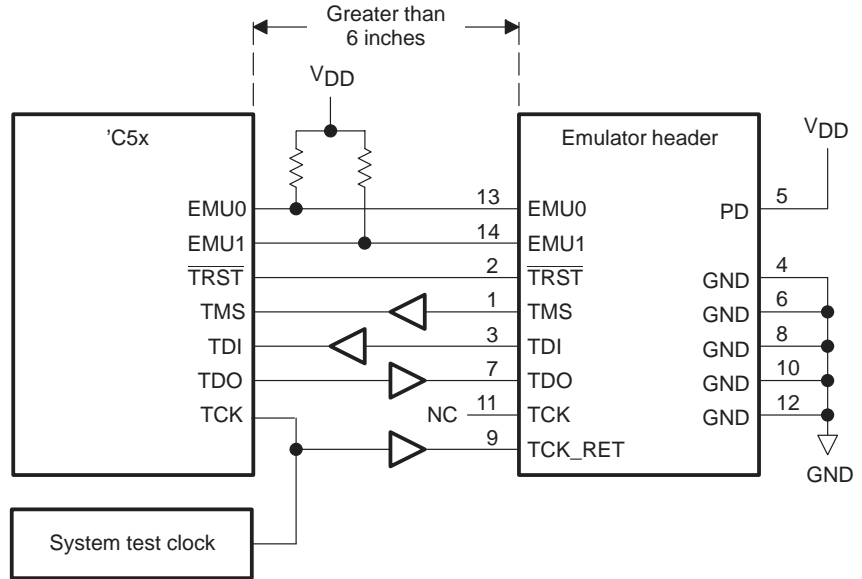 Greater than
6 inches
VDD
'C5x
Emulator header
VDD
EMU0
13
EMU0
PD
5
EMU1
14
EMU1
TRST
2
TRST
GND
4
TMS
1
TMS
GND
6
TDI
3
TDI
GND
8
TDO
7
TDO
GND
10
TCK
NC
11
TCK
GND
12
9
TCK_RET
GND
System test clock